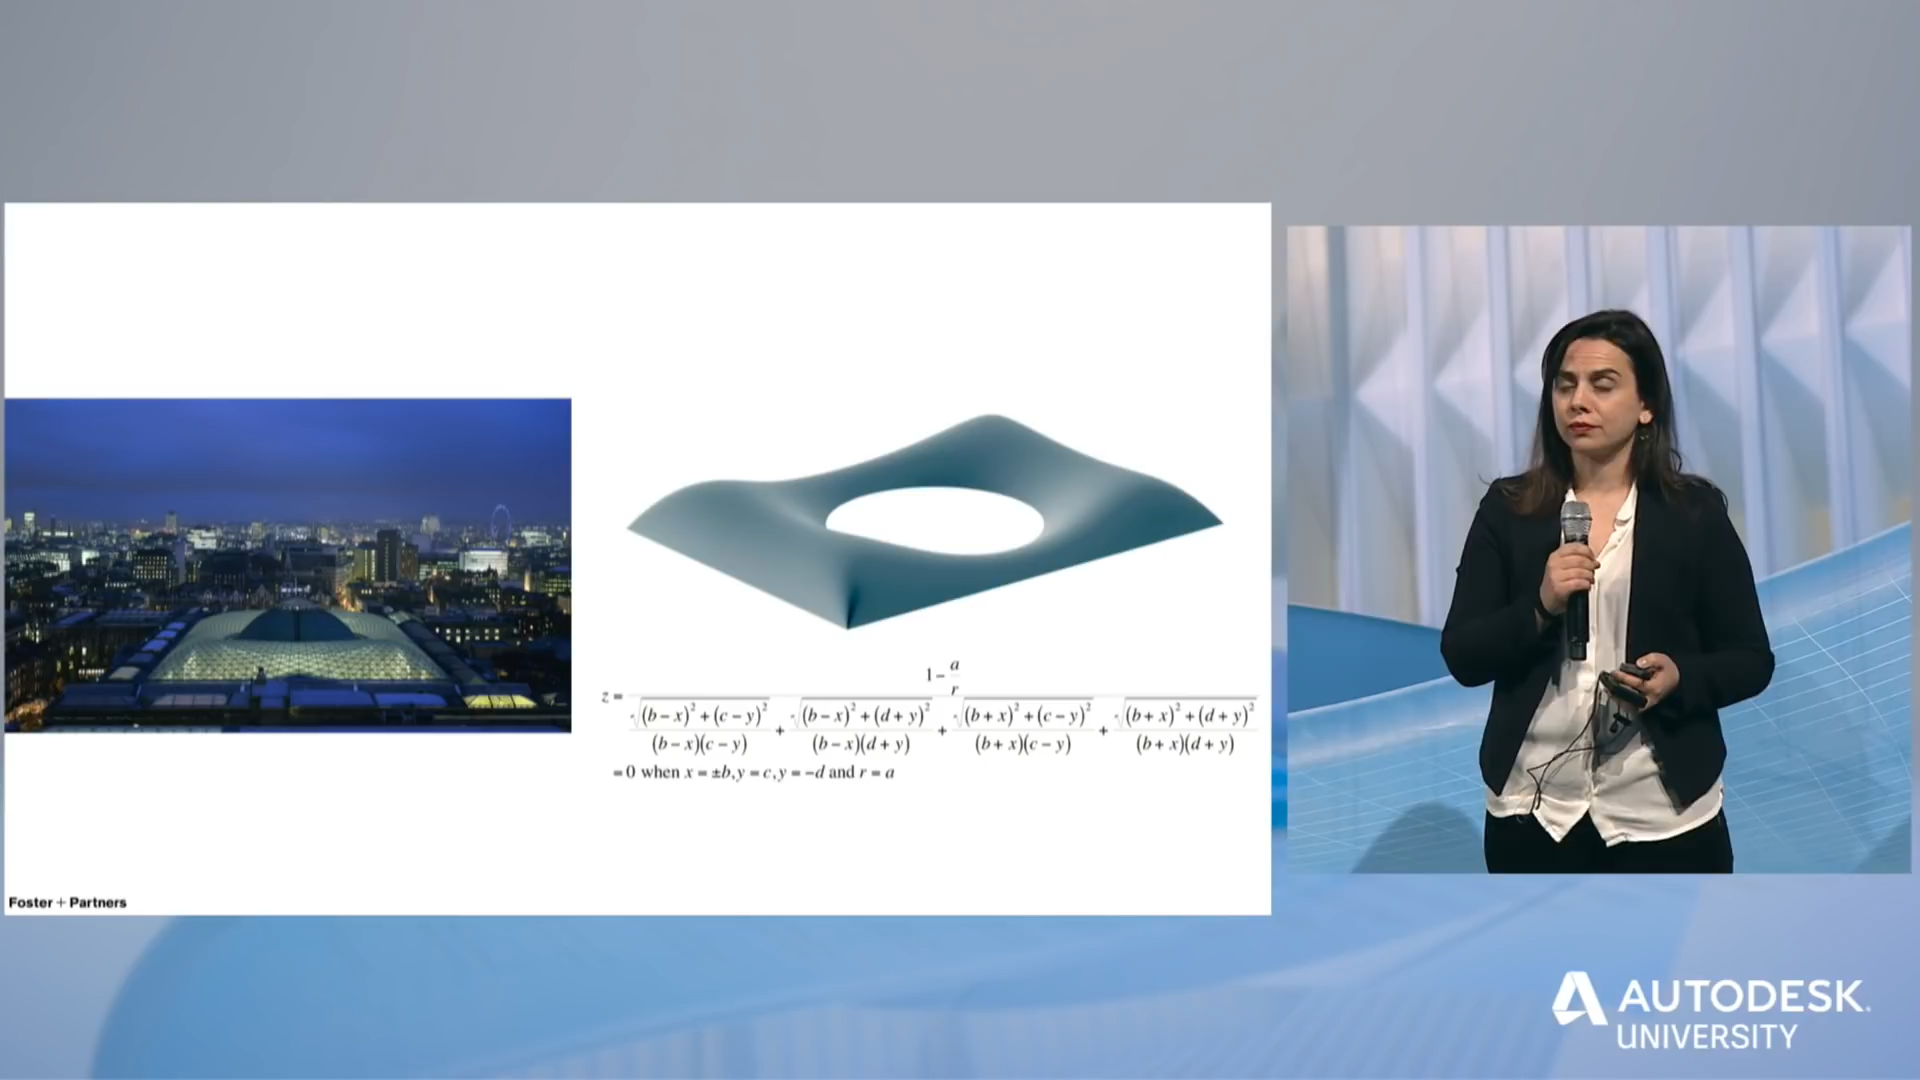 1 - a/r
z = ─────
√(b-x)²+(c-y)²/(b-x)(c-y) + √(b-x)²+(d+y)²/(b-x)(d+y) + √(b+x)²+(c-y)²/(b+x)(c-y) + √(b+x)²+(d+y)²/(b+x)(d+y)
=0 when x = ±b, y = c, y = -d and r = a
Foster + Partners
AUTODESK®
UNIVERSITY